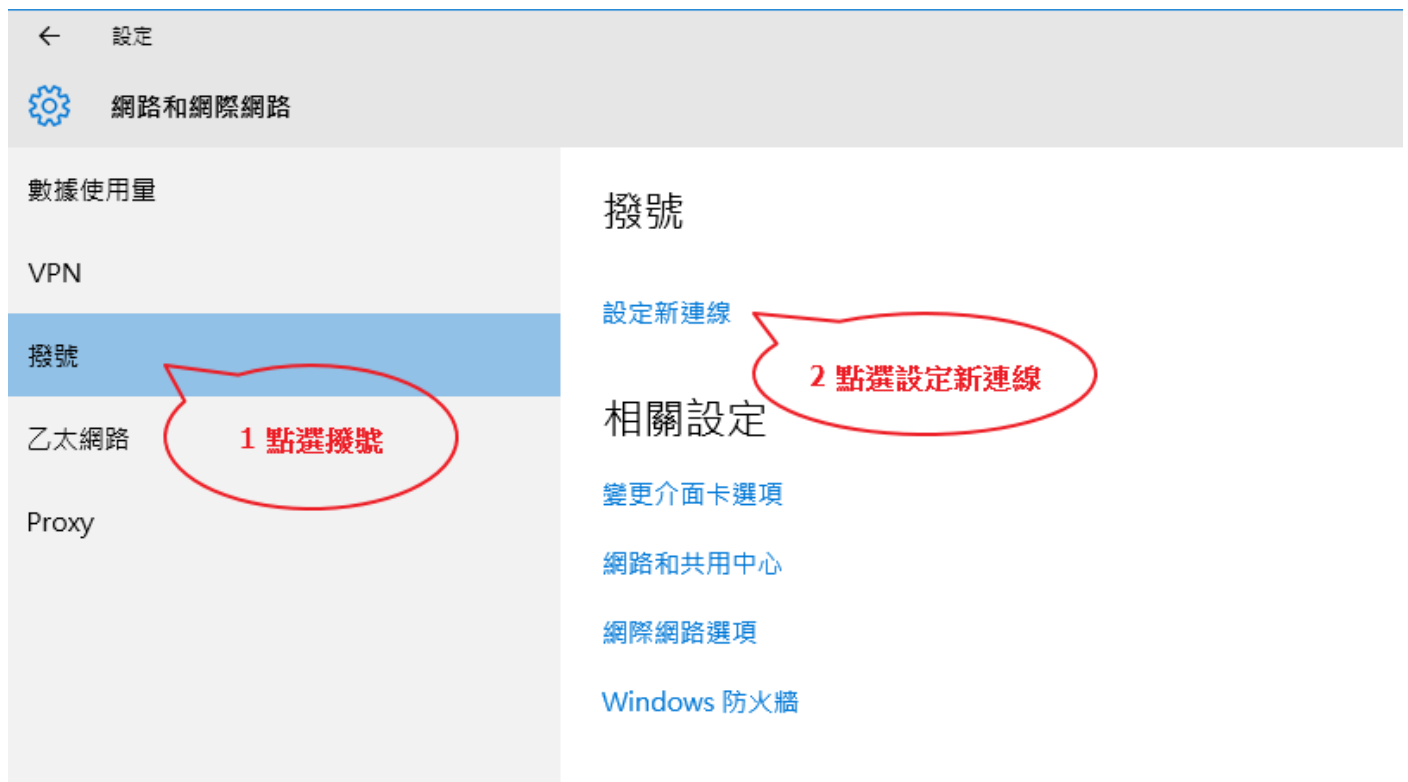 設定
網路和網際網路
數據使用量
VPN
撥號
乙太網路
Proxy
1 點選撥號
撥號
設定新連線
2 點選設定新連線
相關設定
變更介面卡選項
網路和共用中心
網際網路選項
Windows 防火牆